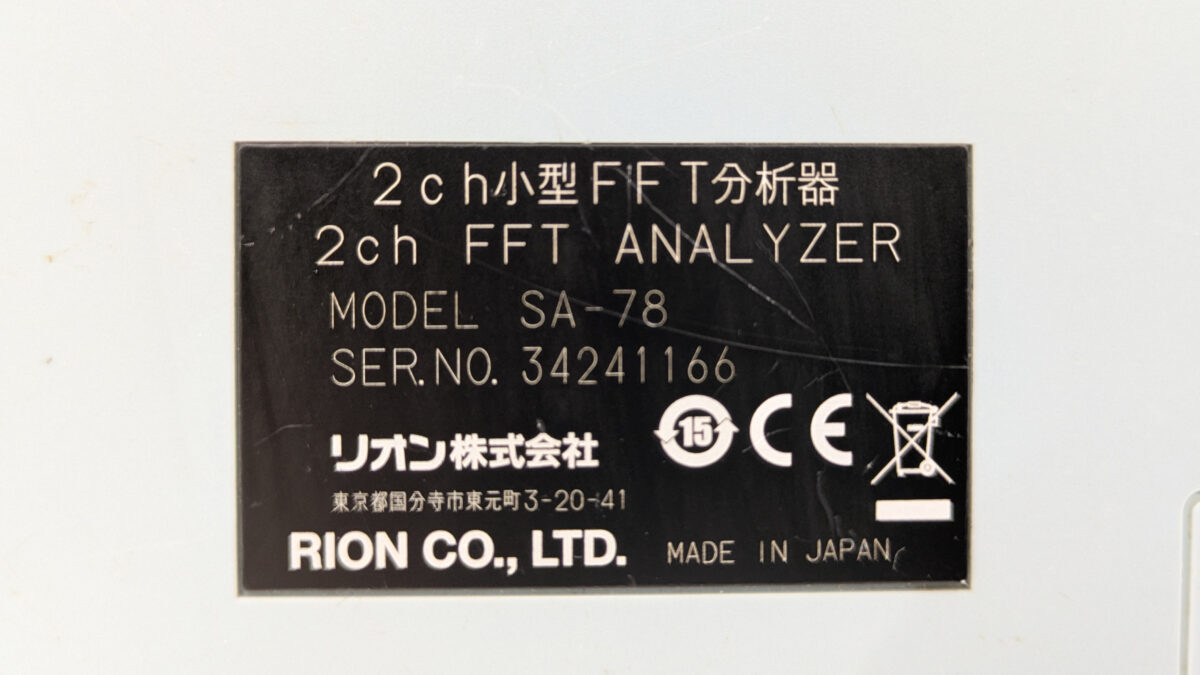 2ch小型FFT分析器
2ch FFT ANALYZER
MODEL SA-78
SER.NO. 34241166
15 CE
リオン株式会社
東京都国分寺市東元町3-20-41
RION CO., LTD. MADE IN JAPAN